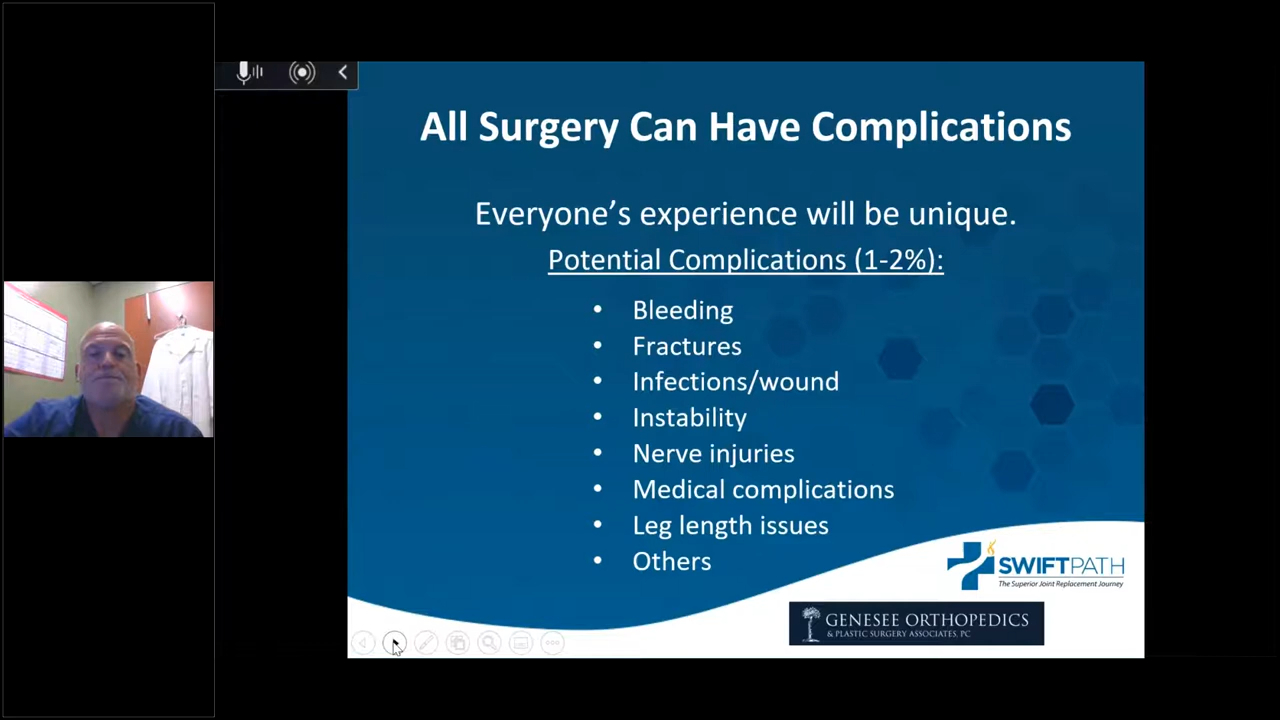 All Surgery Can Have Complications
Everyone’s experience will be unique.
Potential Complications (1-2%):
• Bleeding
• Fractures
• Infections/wound
• Instability
• Nerve injuries
• Medical complications
• Leg length issues
• Others
SWIFTPATH
The Superior Joint Replacement Journey
GENESEE ORTHOPEDICS
& PLASTIC SURGERY ASSOCIATES, PC